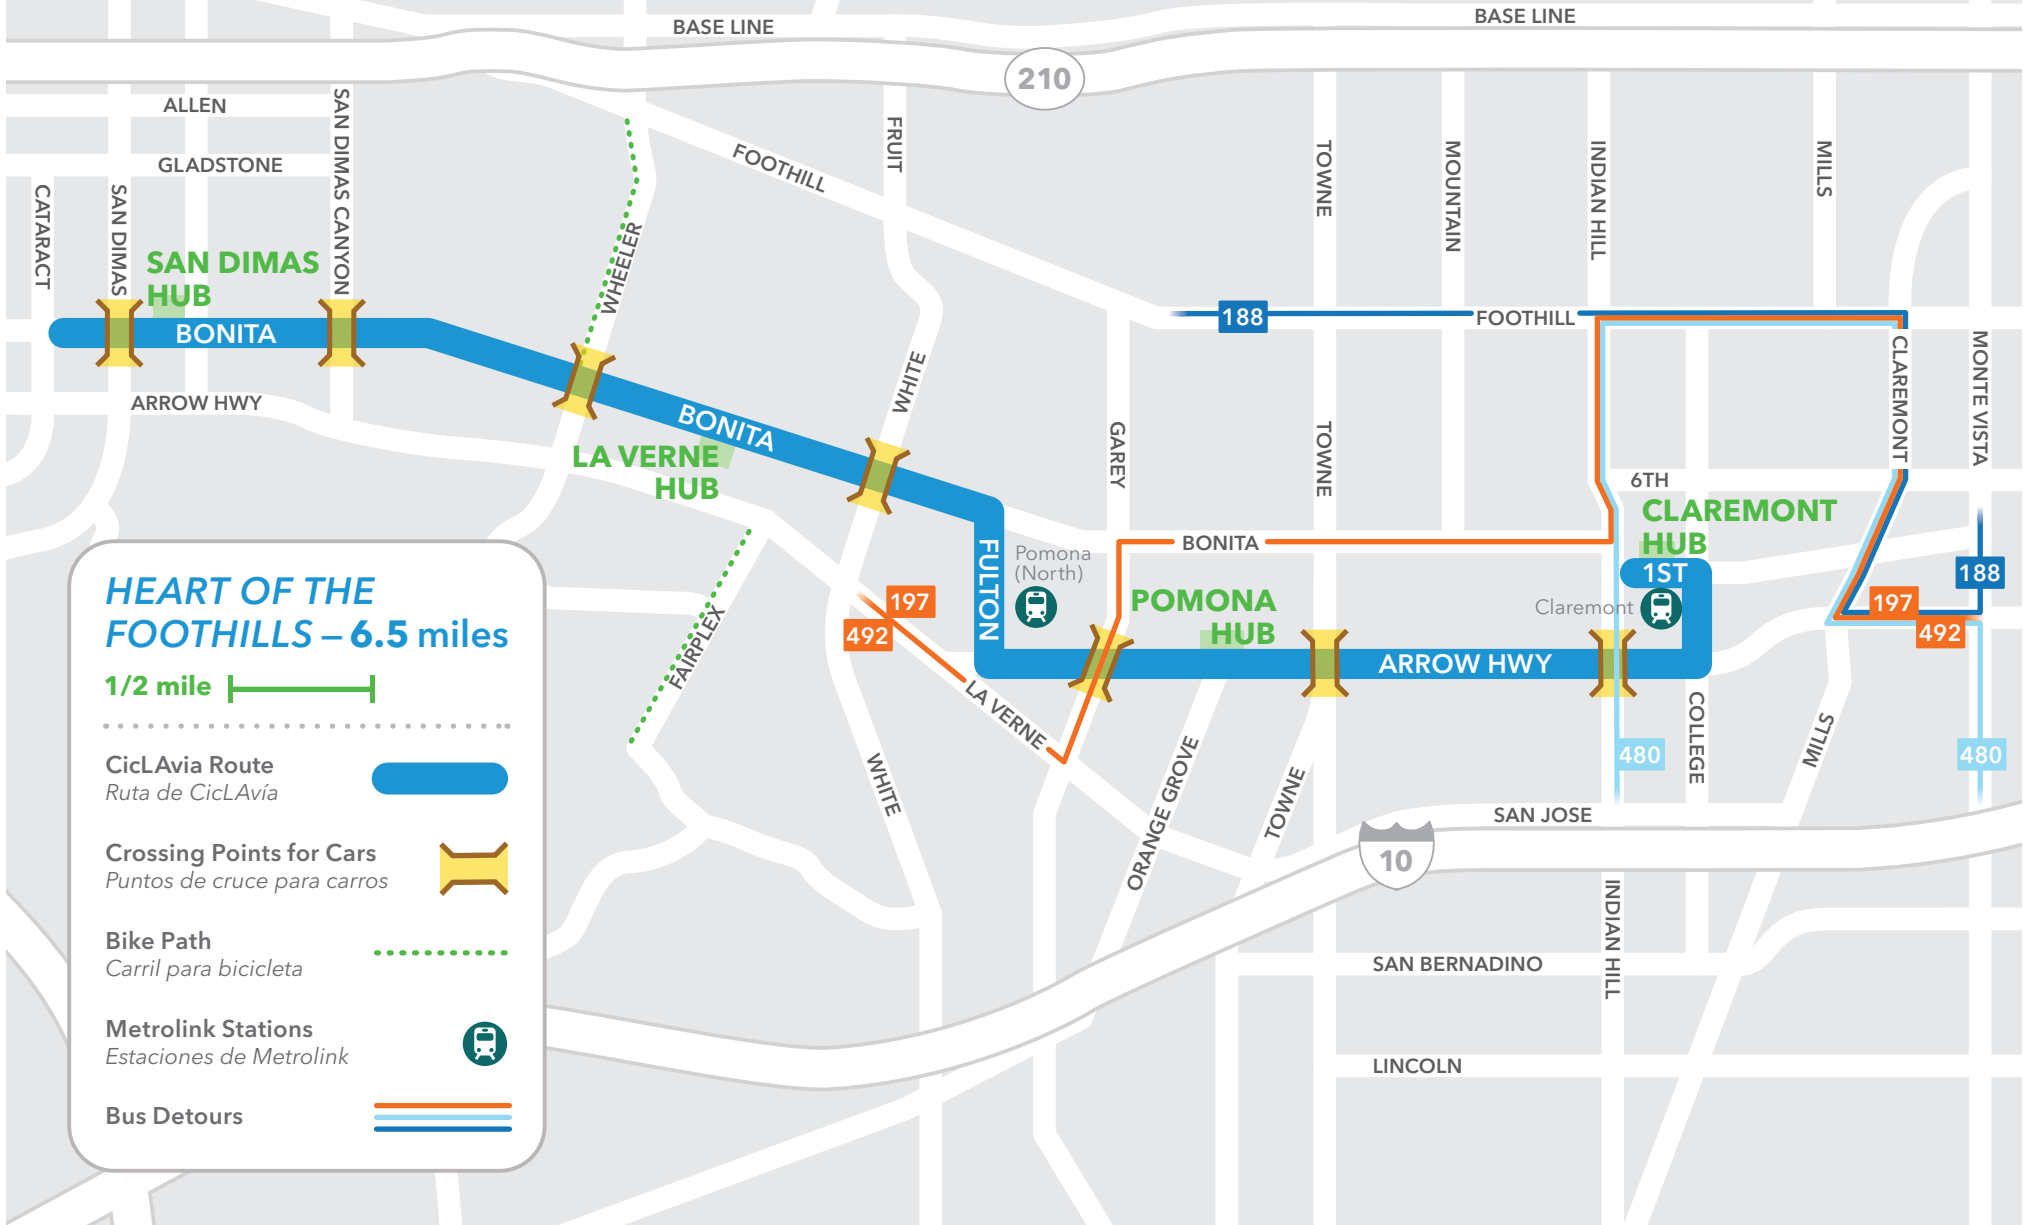 BASE LINE
BASE LINE
210
ALLEN
GLADSTONE
CATARACT
SAN DIMAS
SAN DIMAS CANYON
WHEELER
FOOTHILL
FRUIT
TOWNE
MOUNTAIN
INDIAN HILL
MILLS
SAN DIMAS
HUB
BONITA
188
FOOTHILL
CLAREMONT
MONTE VISTA
ARROW HWY
WHITE
BONITA
LA VERNE
HUB
GAREY
TOWNE
6TH
CLAREMONT
HUB
1ST
FULTON
Pomona
(North)
BONITA
188
197
492
POMONA
HUB
Claremont
197
492
FAIRPLEX
ARROW HWY
LA VERNE
WHITE
ORANGE GROVE
TOWNE
480
COLLEGE
MILLS
480
SAN JOSE
10
INDIAN HILL
SAN BERNADINO
LINCOLN
HEART OF THE
FOOTHILLS – 6.5 miles
1/2 mile
CicLAvia Route
Ruta de CicLAvía
Crossing Points for Cars
Puntos de cruce para carros
Bike Path
Carril para bicicleta
Metrolink Stations
Estaciones de Metrolink
Bus Detours